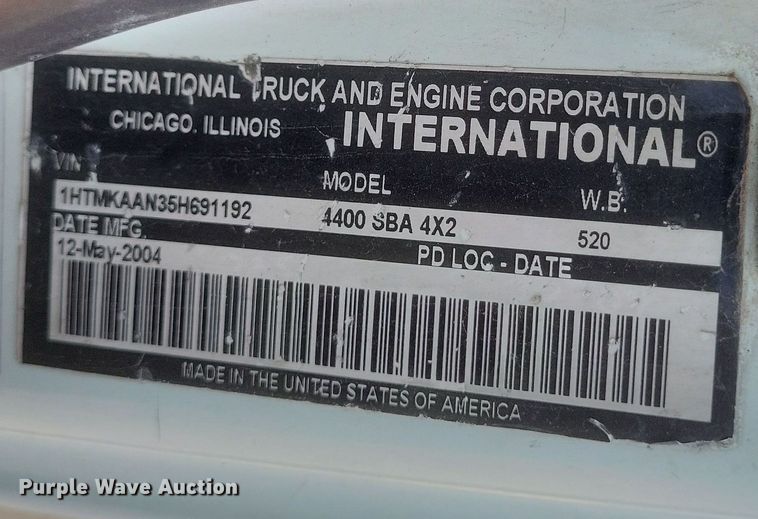 INTERNATIONAL TRUCK AND ENGINE CORPORATION
CHICAGO, ILLINOIS INTERNATIONAL®
VIN MODEL W.B.
1HTMKAAN35H691192 4400 SBA 4X2 520
DATE MFG. PD LOC - DATE
12-May-2004
MADE IN THE UNITED STATES OF AMERICA
Purple Wave Auction